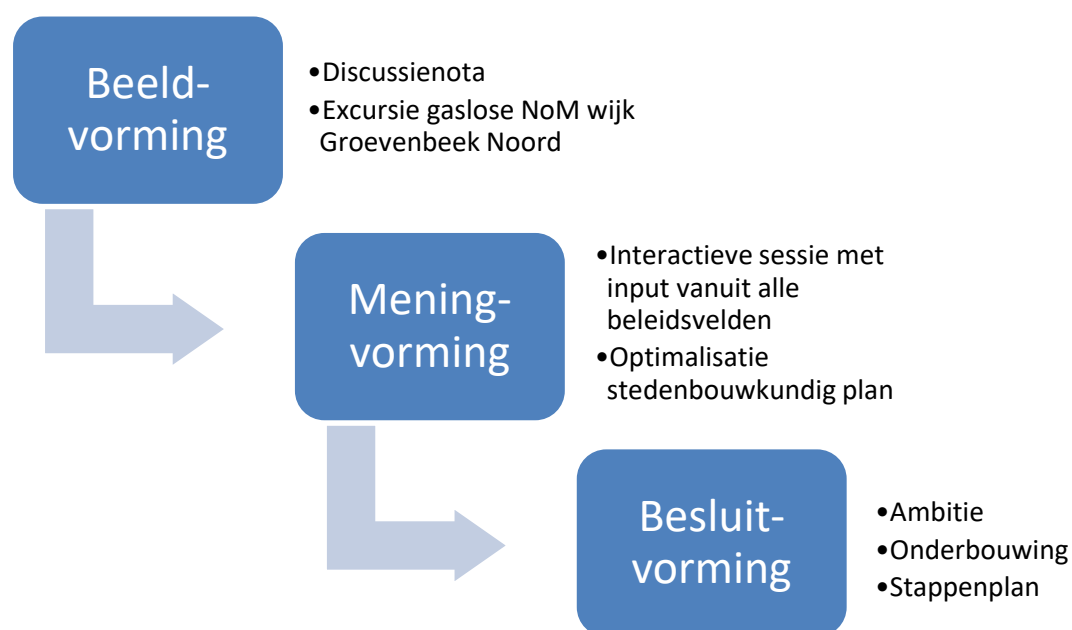 Beeld-
vorming
•Discussienota
•Excursie gaslose NoM wijk
Groevenbeek Noord
Mening-
vorming
•Interactieve sessie met
input vanuit alle
beleidsvelden
•Optimalisatie
stedenbouwkundig plan
Besluit-
vorming
•Ambitie
•Onderbouwing
•Stappenplan